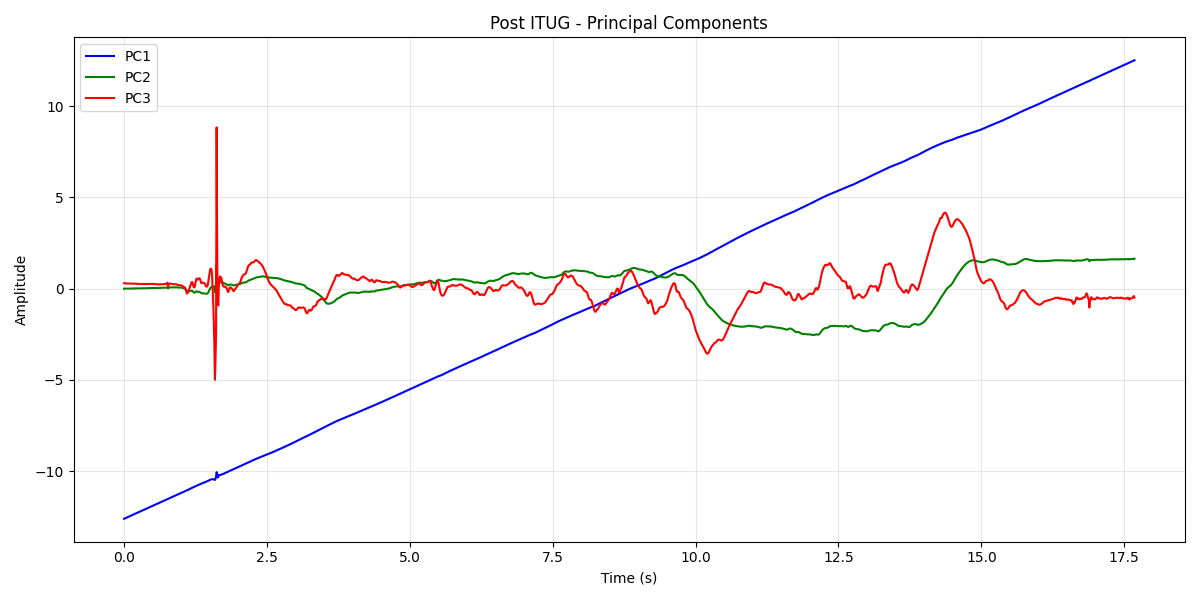 Post ITUG - Principal Components
PC1
PC2
PC3
Amplitude
10
5
0
−5
−10
0.0 2.5 5.0 7.5 10.0 12.5 15.0 17.5
Time (s)